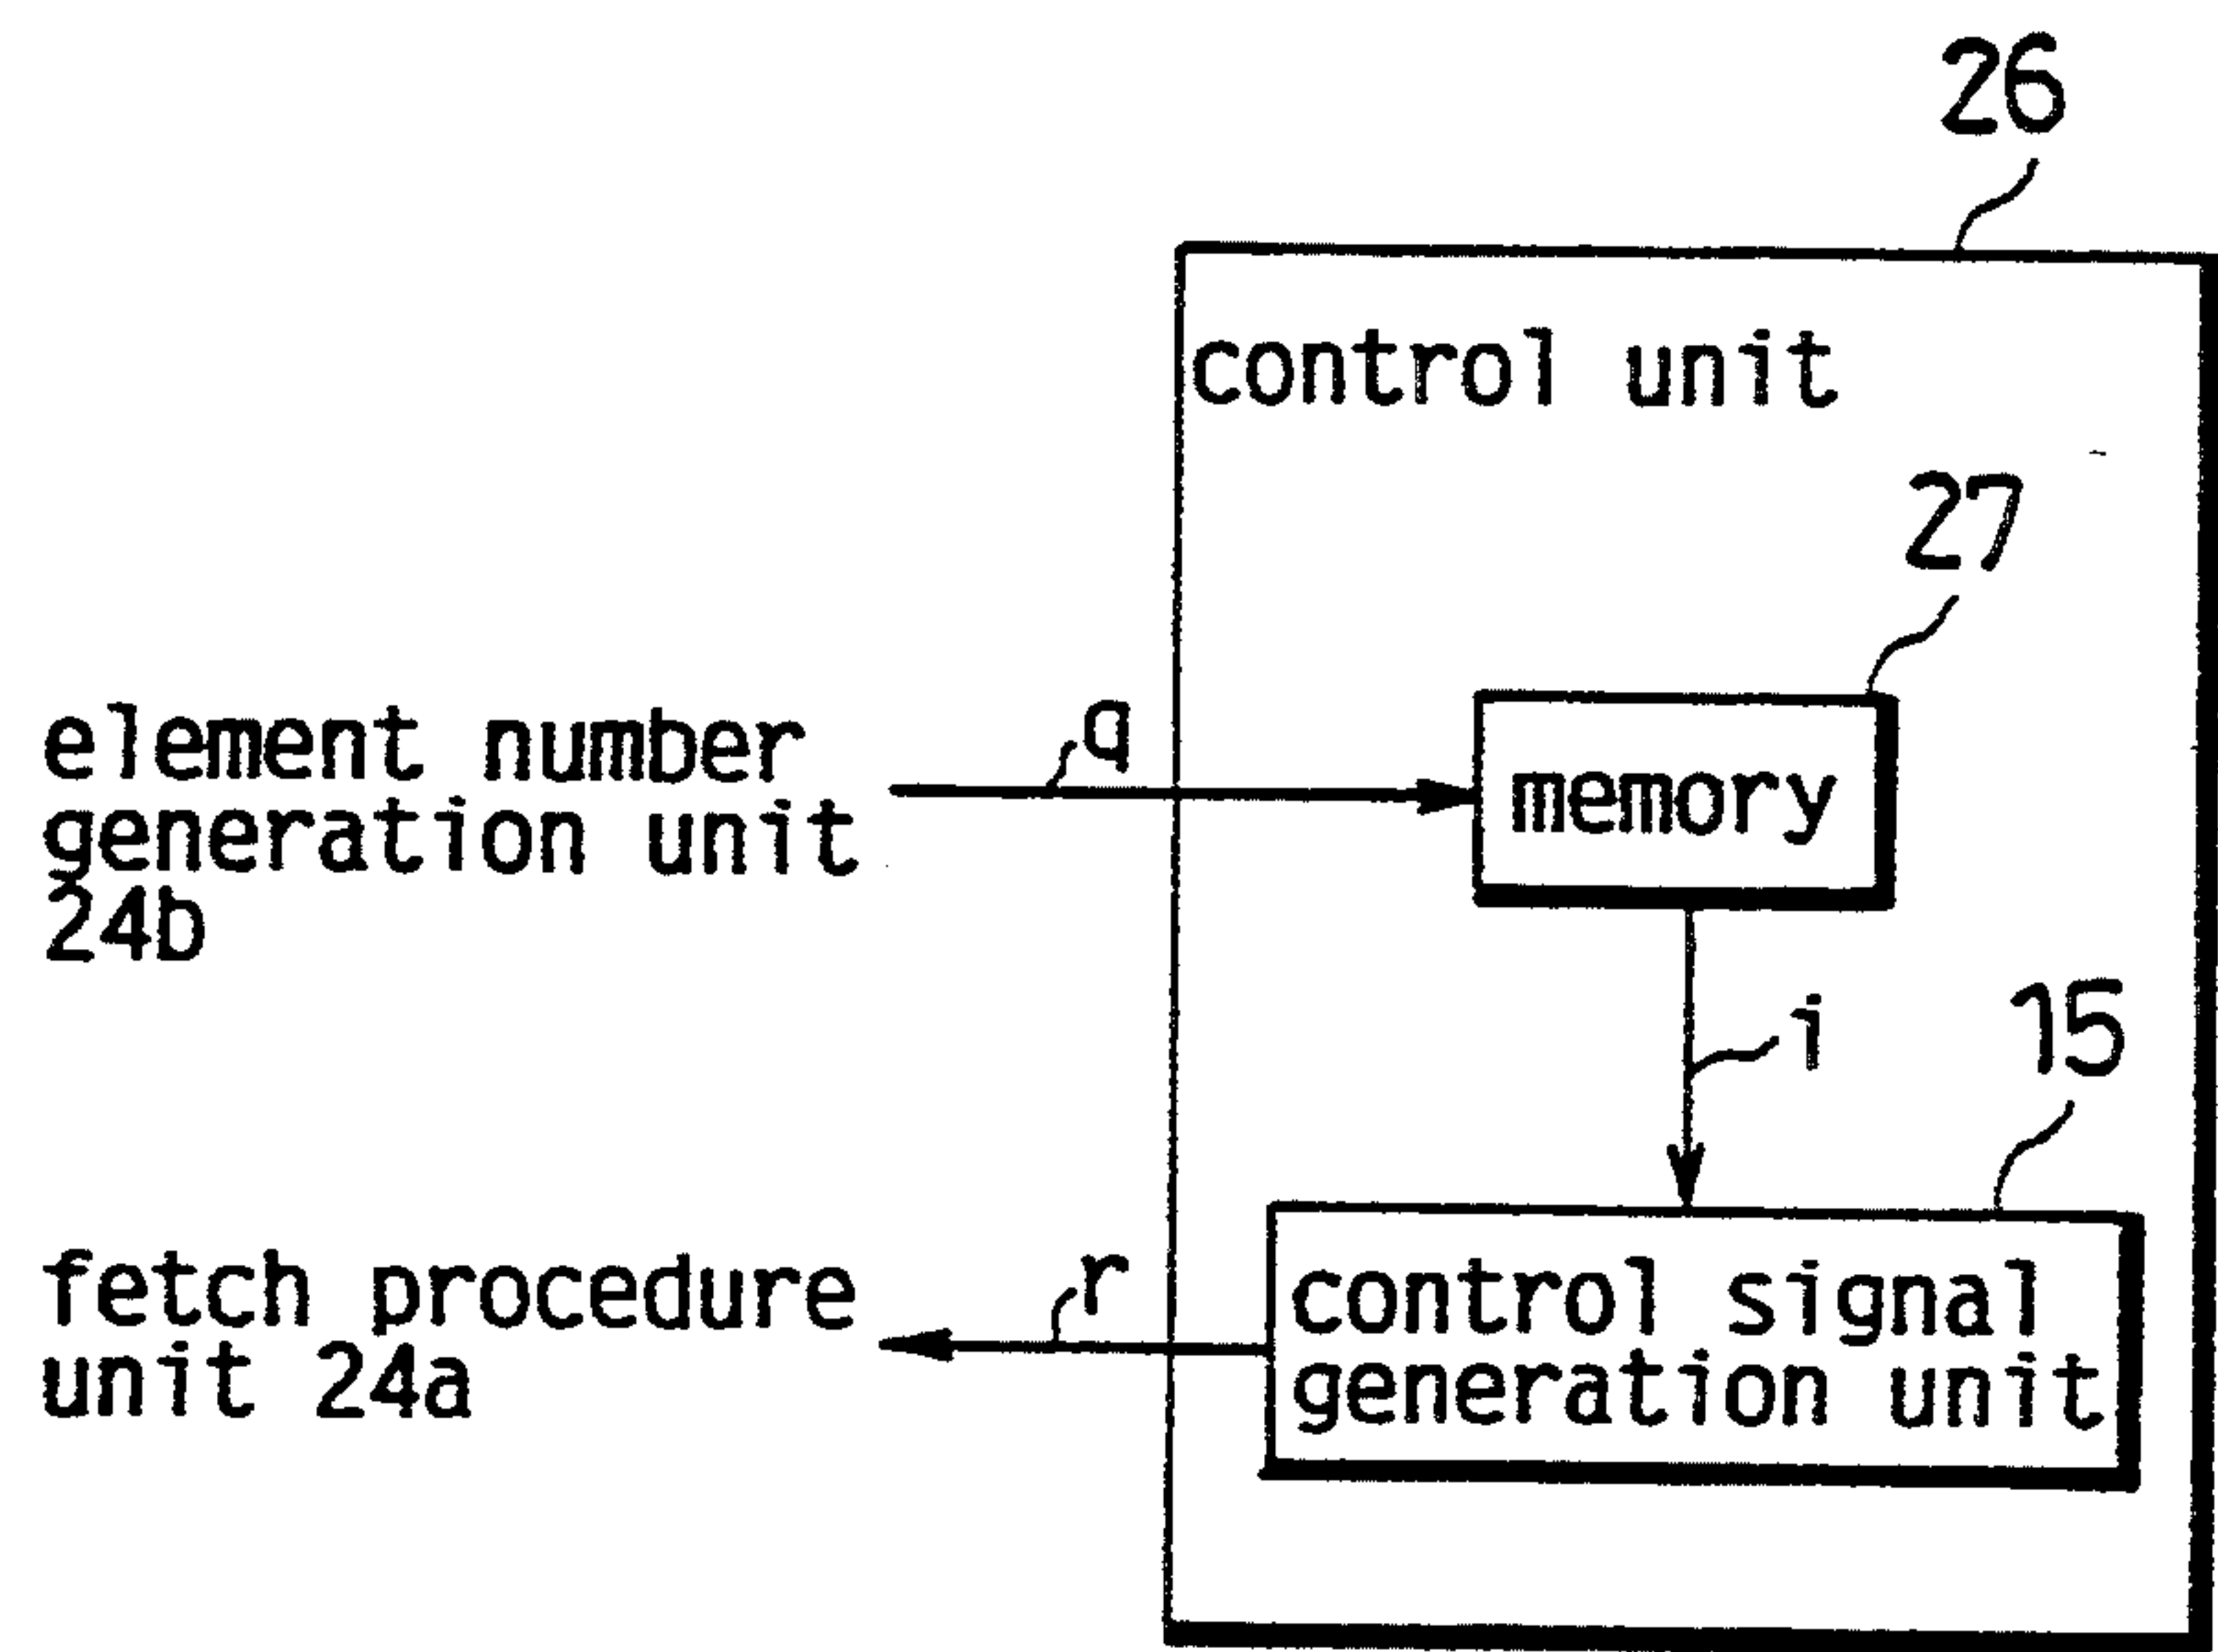 26
control unit
27
element number
generation unit
24b
q
memory
i
15
fetch procedure
unit 24a
r
control signal
generation unit